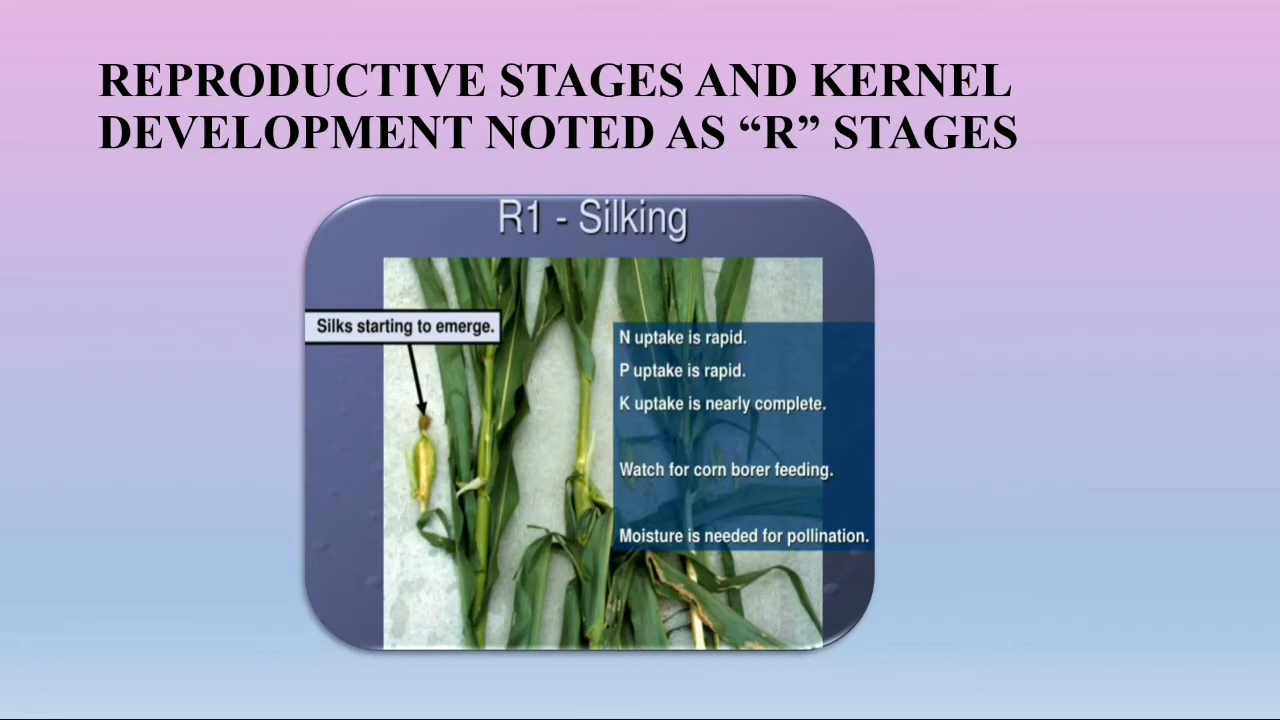 REPRODUCTIVE STAGES AND KERNEL
DEVELOPMENT NOTED AS “R” STAGES
R1 - Silking
Silks starting to emerge.
N uptake is rapid.
P uptake is rapid.
K uptake is nearly complete.
Watch for corn borer feeding.
Moisture is needed for pollination.